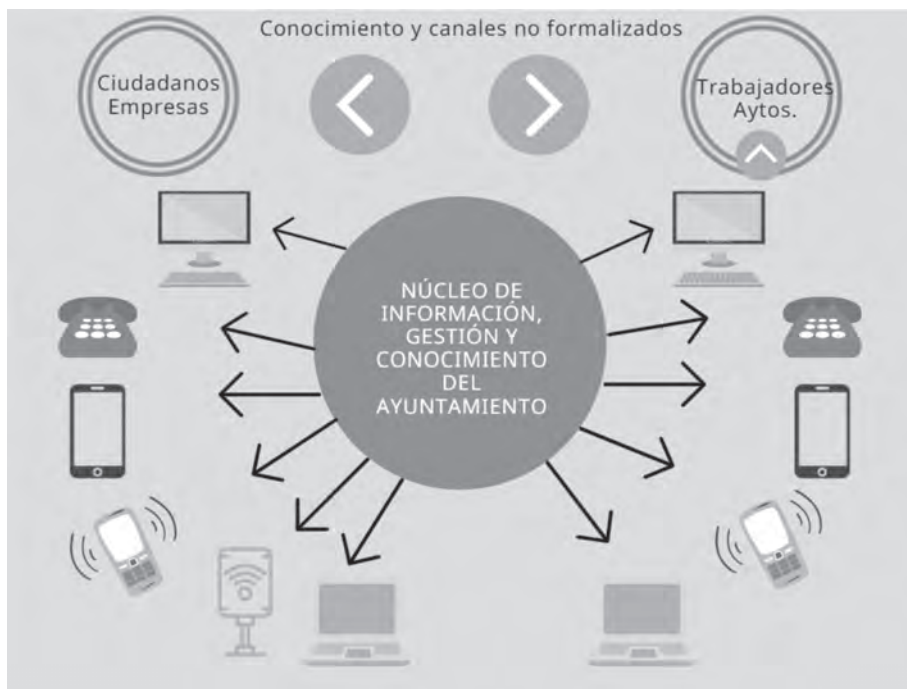 Conocimiento y canales no formalizados
Ciudadanos
Empresas
Trabajadores
Aytos.
NÚCLEO DE
INFORMACIÓN,
GESTIÓN Y
CONOCIMIENTO
DEL
AYUNTAMIENTO